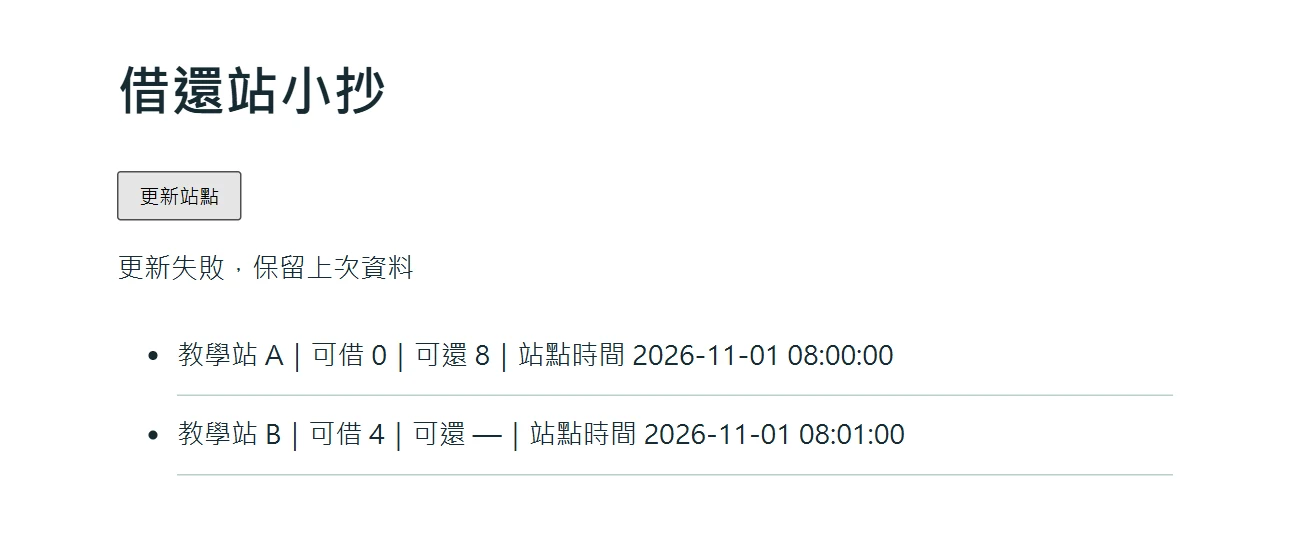 借還站小抄
更新站點
更新失敗，保留上次資料
教學站 A｜可借 0｜可還 8｜站點時間 2026-11-01 08:00:00
教學站 B｜可借 4｜可還 —｜站點時間 2026-11-01 08:01:00